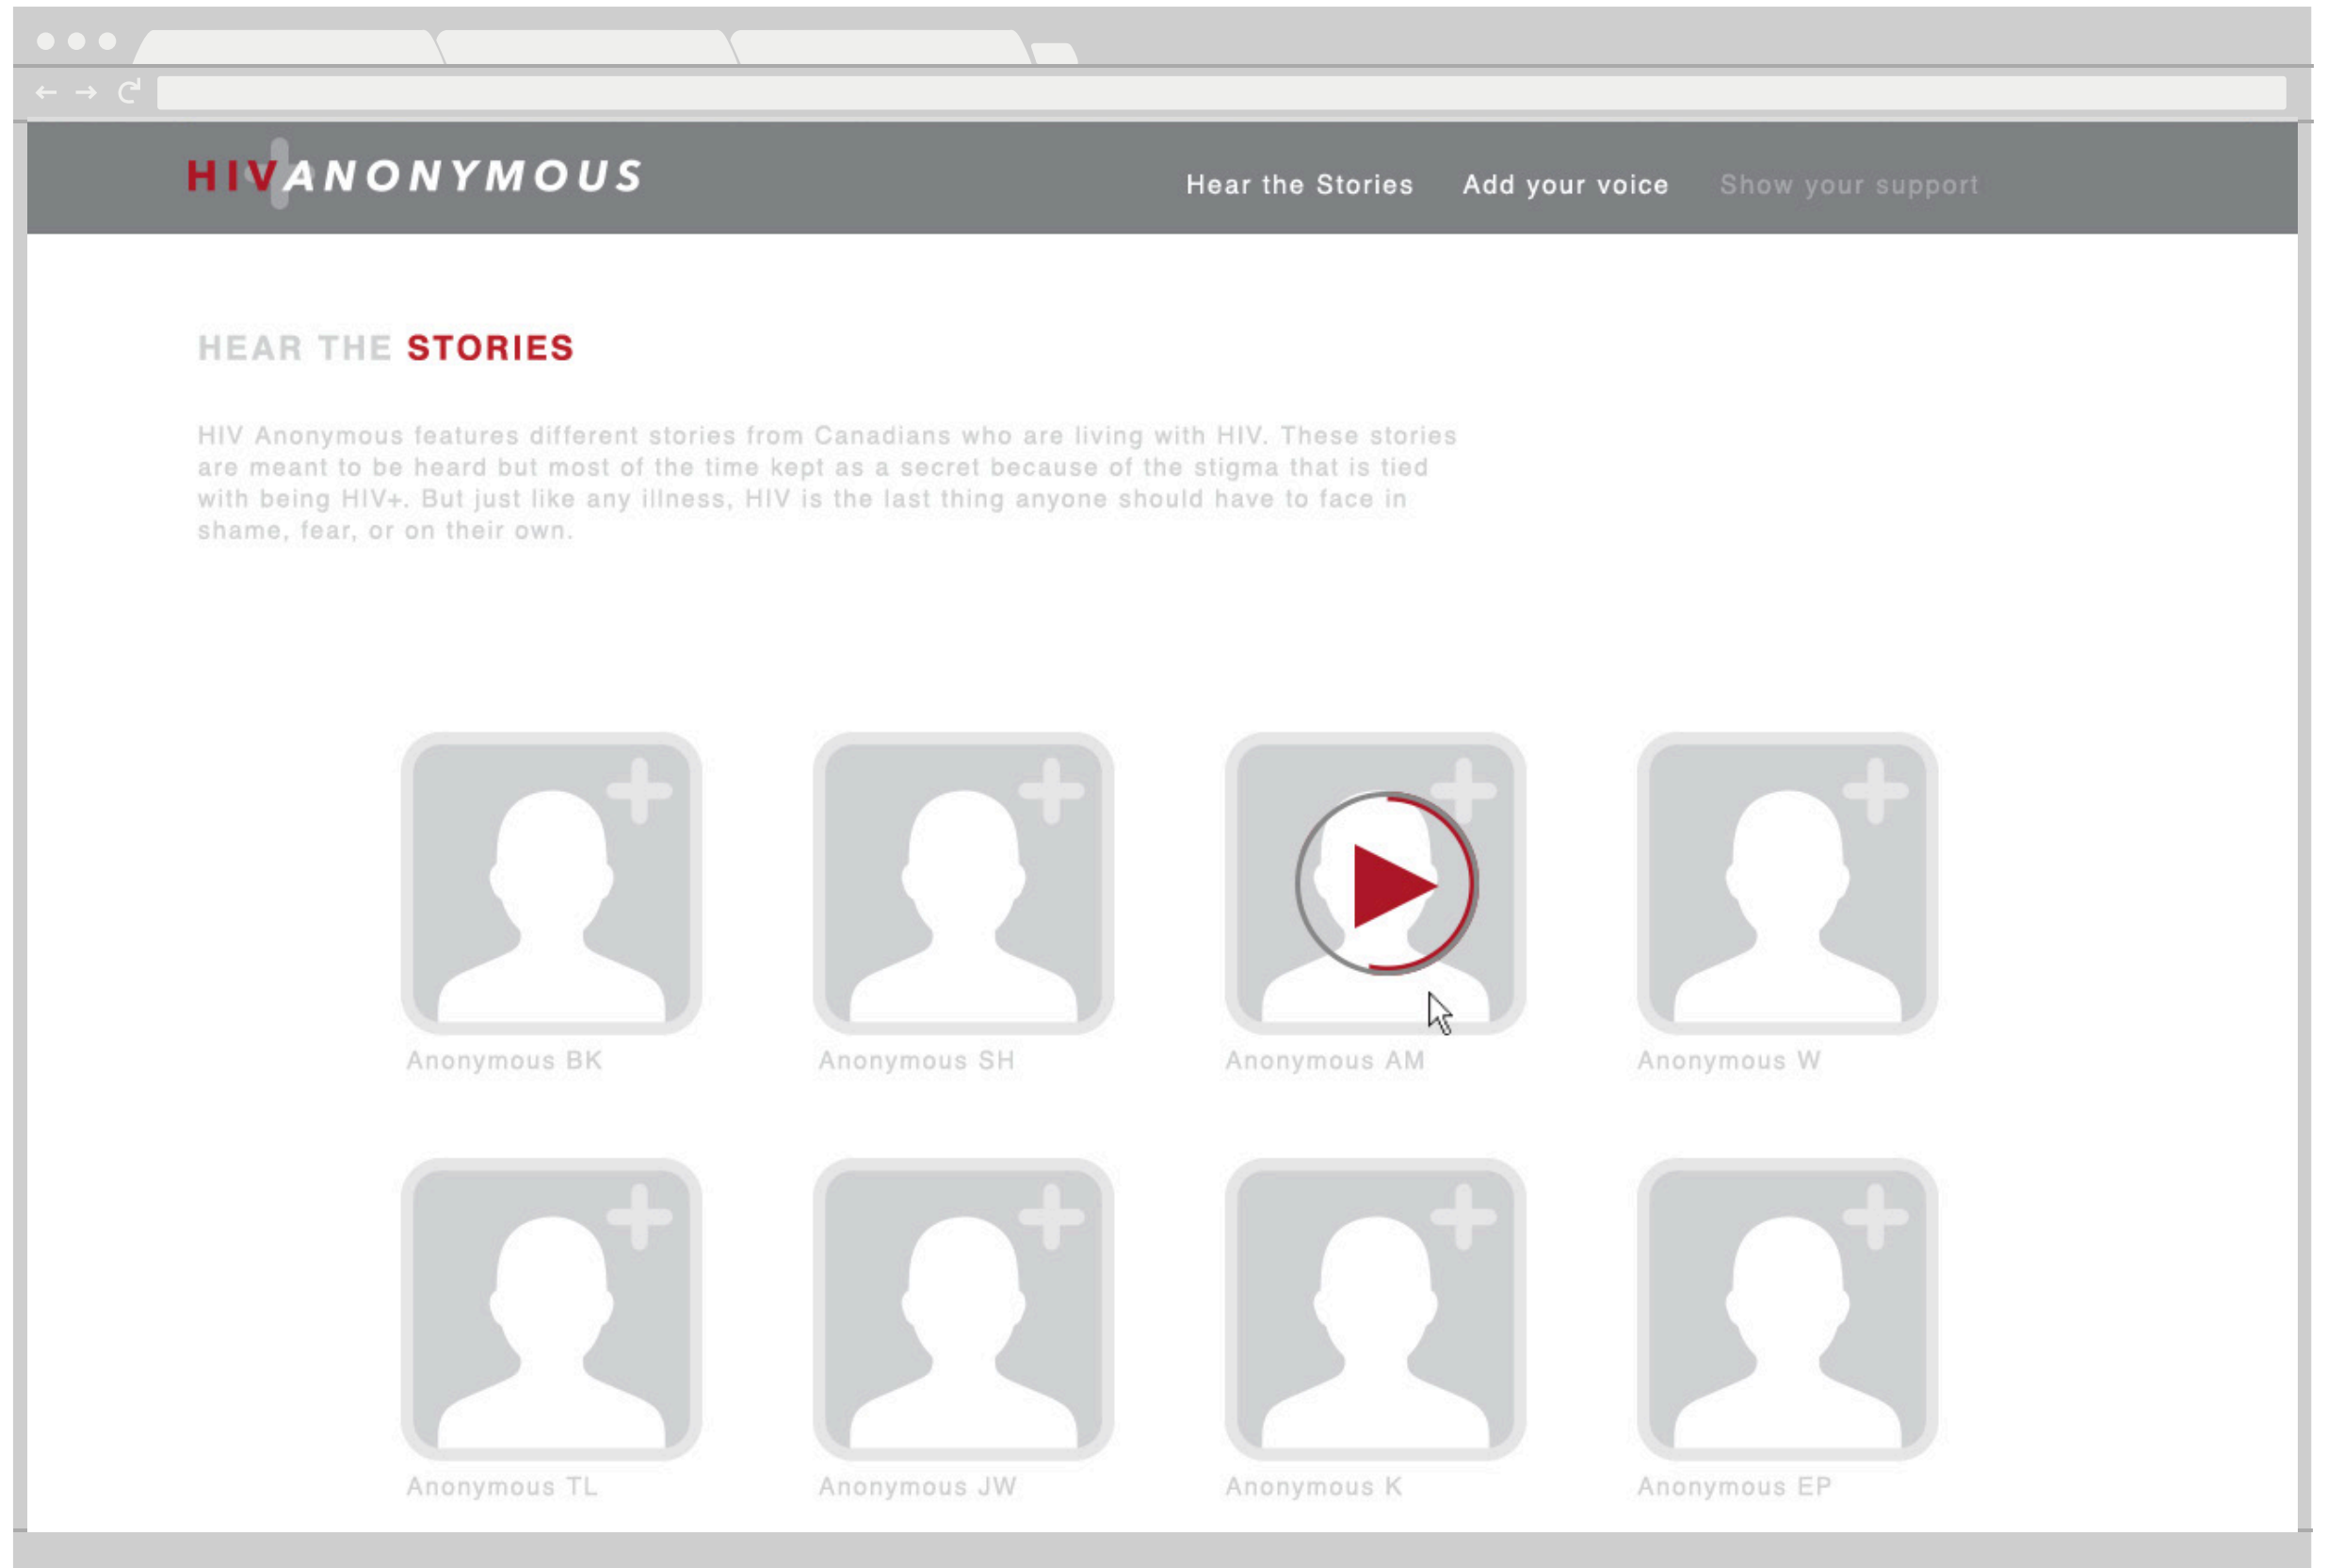 HIVANONYMOUS
Hear the Stories Add your voice Show your support
HEAR THE STORIES
HIV Anonymous features different stories from Canadians who are living with HIV. These stories
are meant to be heard but most of the time kept as a secret because of the stigma that is tied
with being HIV+. But just like any illness, HIV is the last thing anyone should have to face in
shame, fear, or on their own.
Anonymous BK
Anonymous SH
Anonymous AM
Anonymous W
Anonymous TL
Anonymous JW
Anonymous K
Anonymous EP